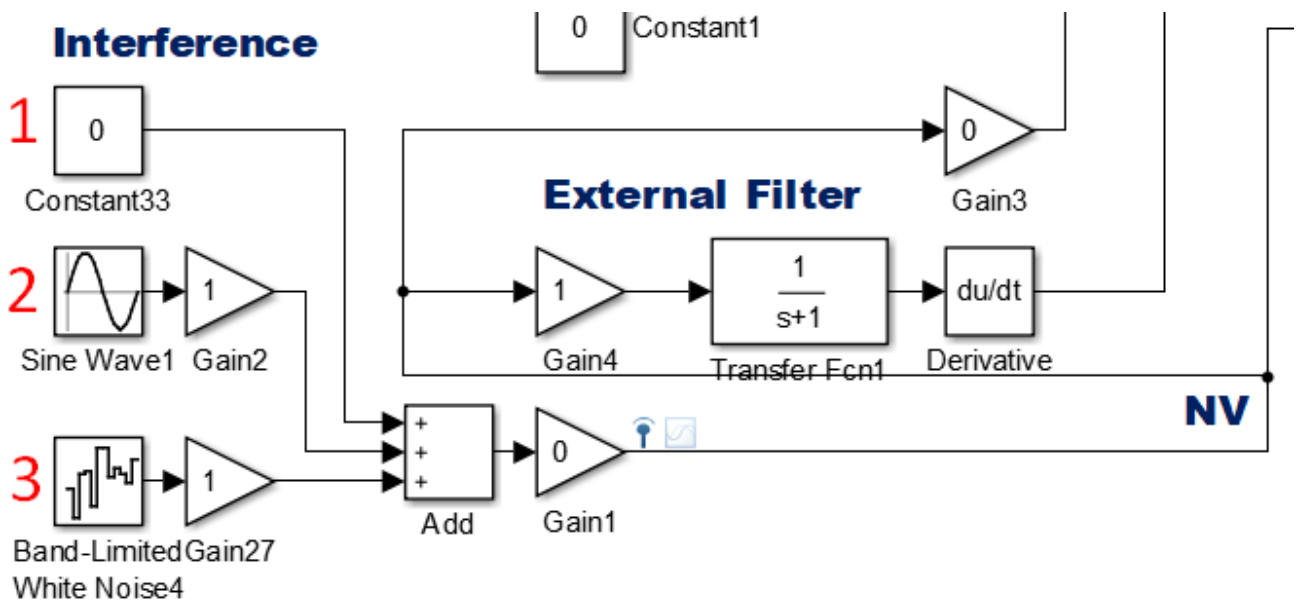 Interference
0
Constant1
1
0
Constant33
0
Gain3
External Filter
2
Sine Wave1
1
Gain2
1
Gain4
1
s+1
Transfer Fcn1
du/dt
Derivative
NV
3
Band-Limited
White Noise4
1
Gain27
+
+
+
Add
0
Gain1